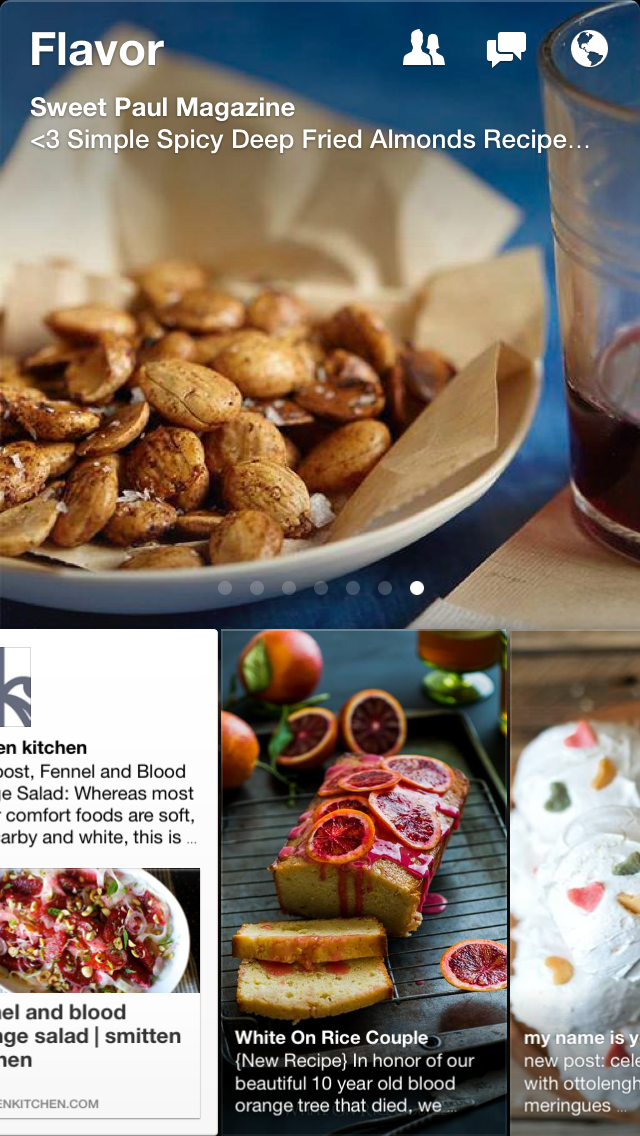 Flavor
Sweet Paul Magazine
<3 Simple Spicy Deep Fried Almonds Recipe…
en kitchen
post, Fennel and Blood
ge Salad: Whereas most
r comfort foods are soft,
carby and white, this is ...
nel and blood
nge salad | smitten
hen
ENKITCHEN.COM
White On Rice Couple
{New Recipe} In honor of our
beautiful 10 year old blood
orange tree that died, we ...
my name is y
new post: cele
with ottolengh
meringues ...